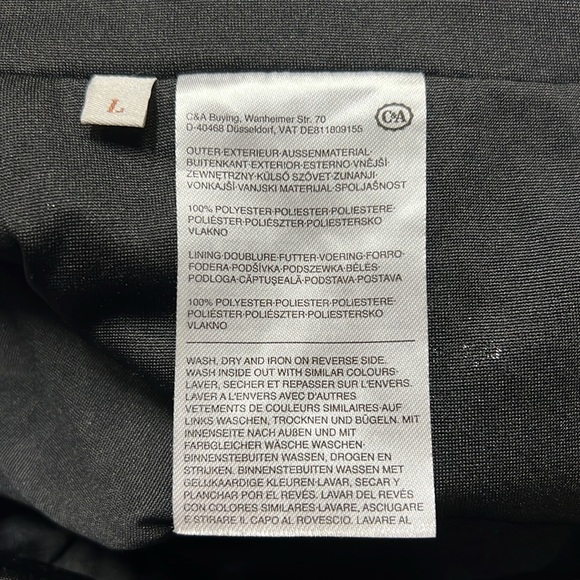 L
C&A Buying, Wanheimer Str. 70
D-40468 Düsseldorf, VAT DE811809155
C&A
OUTER·EXTERIEUR·AUSSENMATERIAL·
BUITENKANT·EXTERIOR·ESTERNO·VNĚJŠÍ·
ZEWNĘTRZNY·KÜLSŐ SZÖVET·ZUNANJI·
VONKAJŠÍ·VANJSKI MATERIJAL·SPOLJAŠNOST
100% POLYESTER·POLIESTER·POLIESTERE·
POLIÉSTER·POLIÉSZTER·POLIESTERSKO
VLAKNO
LINING·DOUBLURE·FUTTER·VOERING·FORRO·
FODERA·PODŠÍVKA·PODSZEWKA·BÉLÉS·
PODLOGA·CĂPTUŞEALĂ·PODSTAVA·POSTAVA
100% POLYESTER·POLIESTER·POLIESTERE·
POLIÉSTER·POLIÉSZTER·POLIESTERSKO
VLAKNO
WASH, DRY AND IRON ON REVERSE SIDE.
WASH INSIDE OUT WITH SIMILAR COLOURS·
LAVER, SECHER ET REPASSER SUR L'ENVERS.
LAVER A L'ENVERS AVEC D'AUTRES
VETEMENTS DE COULEURS SIMILAIRES·AUF
LINKS WASCHEN, TROCKNEN UND BÜGELN. MIT
INNENSEITE NACH AUßEN UND MIT
FARBGLEICHER WÄSCHE WASCHEN·
BINNENSTEBUITEN WASSEN, DROGEN EN
STRIJKEN. BINNENSTEBUITEN WASSEN MET
GELIJKAARDIGE KLEUREN·LAVAR, SECAR Y
PLANCHAR POR EL REVÉS. LAVAR DEL REVÉS
CON COLORES SIMILARES·LAVARE, ASCIUGARE
E STIRARE IL CAPO AL ROVESCIO. LAVARE AL